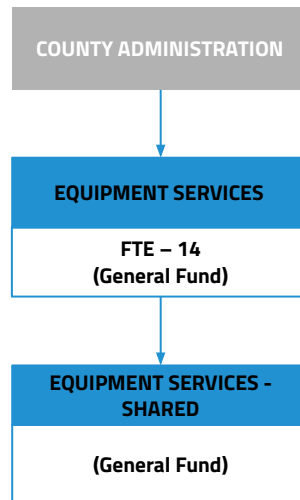 COUNTY ADMINISTRATION
EQUIPMENT SERVICES
FTE – 14
(General Fund)
EQUIPMENT SERVICES -
SHARED
(General Fund)